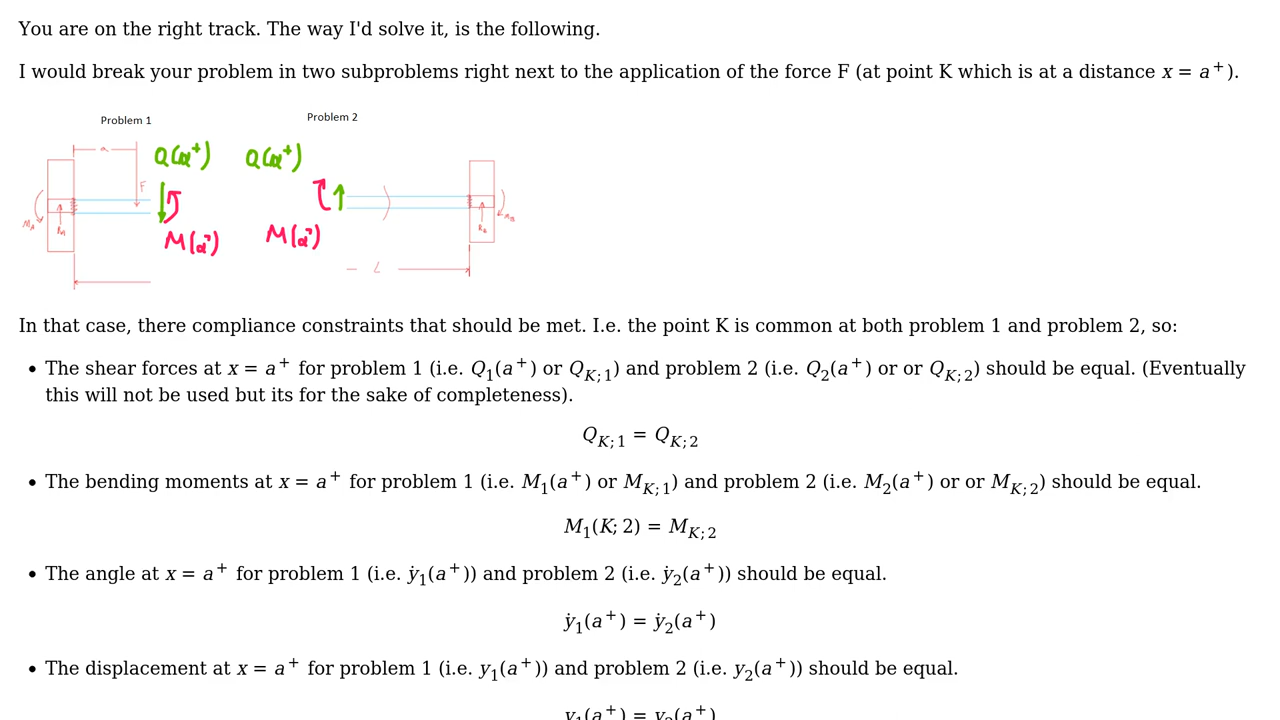 You are on the right track. The way I'd solve it, is the following.
I would break your problem in two subproblems right next to the application of the force F (at point K which is at a distance x = a⁺).
Problem 1
Problem 2
a
Q(a⁺)
Q(a⁺)
F
M_A
R_A
M(a⁺)
M(a⁺)
R_B
M_B
L
In that case, there compliance constraints that should be met. I.e. the point K is common at both problem 1 and problem 2, so:
• The shear forces at x = a⁺ for problem 1 (i.e. Q₁(a⁺) or Q_{K;1}) and problem 2 (i.e. Q₂(a⁺) or or Q_{K;2}) should be equal. (Eventually
this will not be used but its for the sake of completeness).
Q_{K;1} = Q_{K;2}
• The bending moments at x = a⁺ for problem 1 (i.e. M₁(a⁺) or M_{K;1}) and problem 2 (i.e. M₂(a⁺) or or M_{K;2}) should be equal.
M₁(K; 2) = M_{K;2}
• The angle at x = a⁺ for problem 1 (i.e. ẏ₁(a⁺)) and problem 2 (i.e. ẏ₂(a⁺)) should be equal.
ẏ₁(a⁺) = ẏ₂(a⁺)
• The displacement at x = a⁺ for problem 1 (i.e. y₁(a⁺)) and problem 2 (i.e. y₂(a⁺)) should be equal.
y₁(a⁺) = y₂(a⁺)